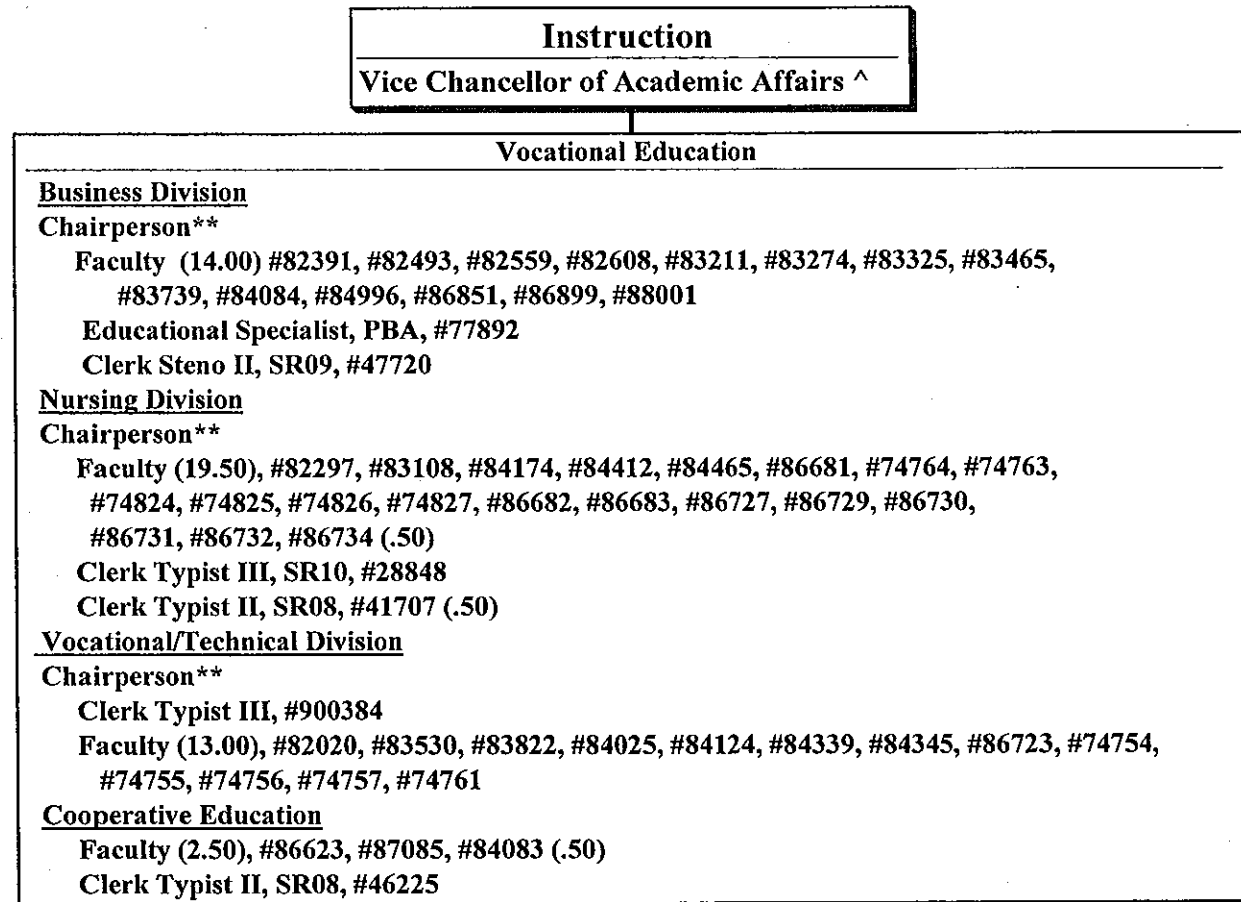 Instruction
Vice Chancellor of Academic Affairs ^
Vocational Education
Business Division
Chairperson**
Faculty (14.00) #82391, #82493, #82559, #82608, #83211, #83274, #83325, #83465,
#83739, #84084, #84996, #86851, #86899, #88001
Educational Specialist, PBA, #77892
Clerk Steno II, SR09, #47720
Nursing Division
Chairperson**
Faculty (19.50), #82297, #83108, #84174, #84412, #84465, #86681, #74764, #74763,
#74824, #74825, #74826, #74827, #86682, #86683, #86727, #86729, #86730,
#86731, #86732, #86734 (.50)
Clerk Typist III, SR10, #28848
Clerk Typist II, SR08, #41707 (.50)
Vocational/Technical Division
Chairperson**
Clerk Typist III, #900384
Faculty (13.00), #82020, #83530, #83822, #84025, #84124, #84339, #84345, #86723, #74754,
#74755, #74756, #74757, #74761
Cooperative Education
Faculty (2.50), #86623, #87085, #84083 (.50)
Clerk Typist II, SR08, #46225